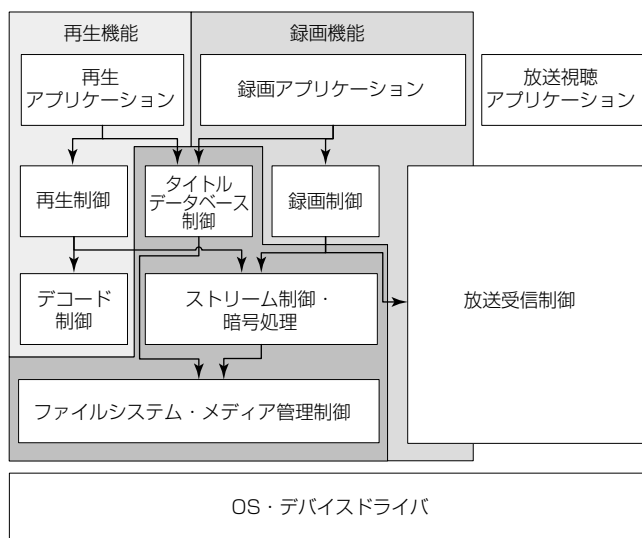 再生機能
録画機能
再生
アプリケーション
録画アプリケーション
放送視聴
アプリケーション
再生制御
タイトル
データベース
制御
録画制御
デコード
制御
ストリーム制御・
暗号処理
放送受信制御
ファイルシステム・メディア管理制御
OS・デバイスドライバ